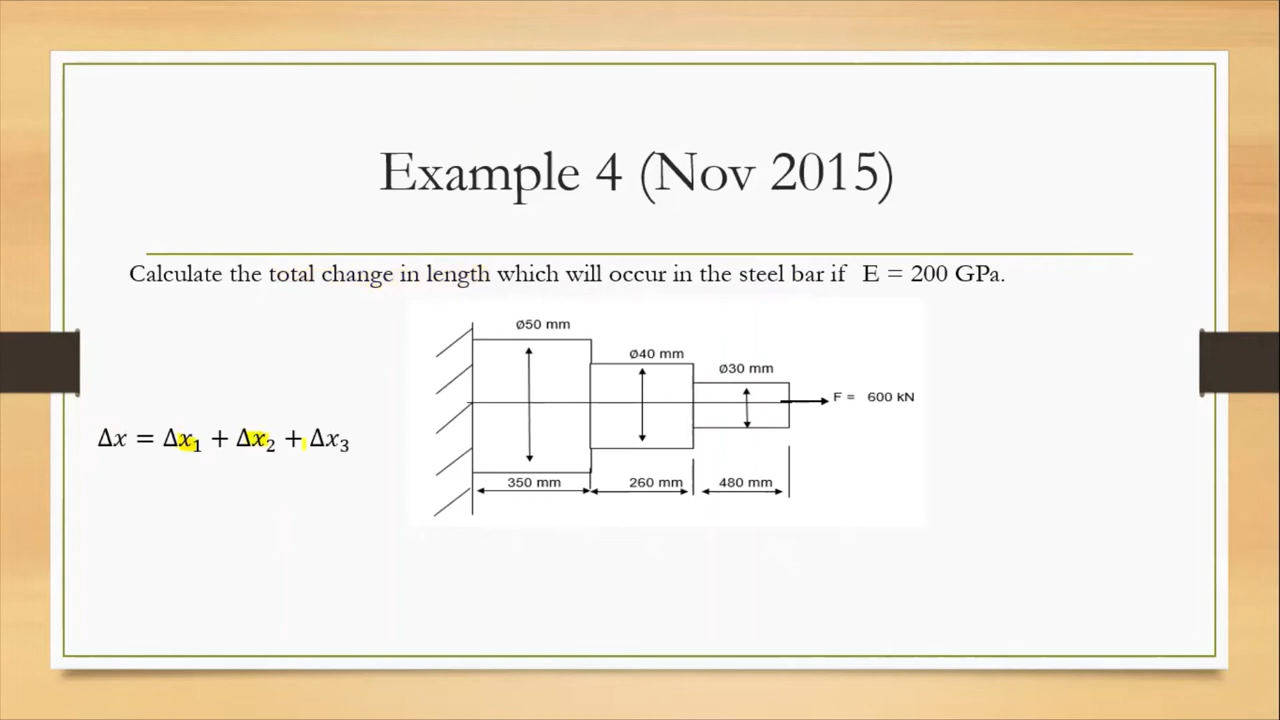 Example 4 (Nov 2015)
Calculate the total change in length which will occur in the steel bar if E = 200 GPa.
Ø50 mm
Ø40 mm
Ø30 mm
F = 600 kN
Δx = Δx₁ + Δx₂ + Δx₃
350 mm
260 mm
480 mm